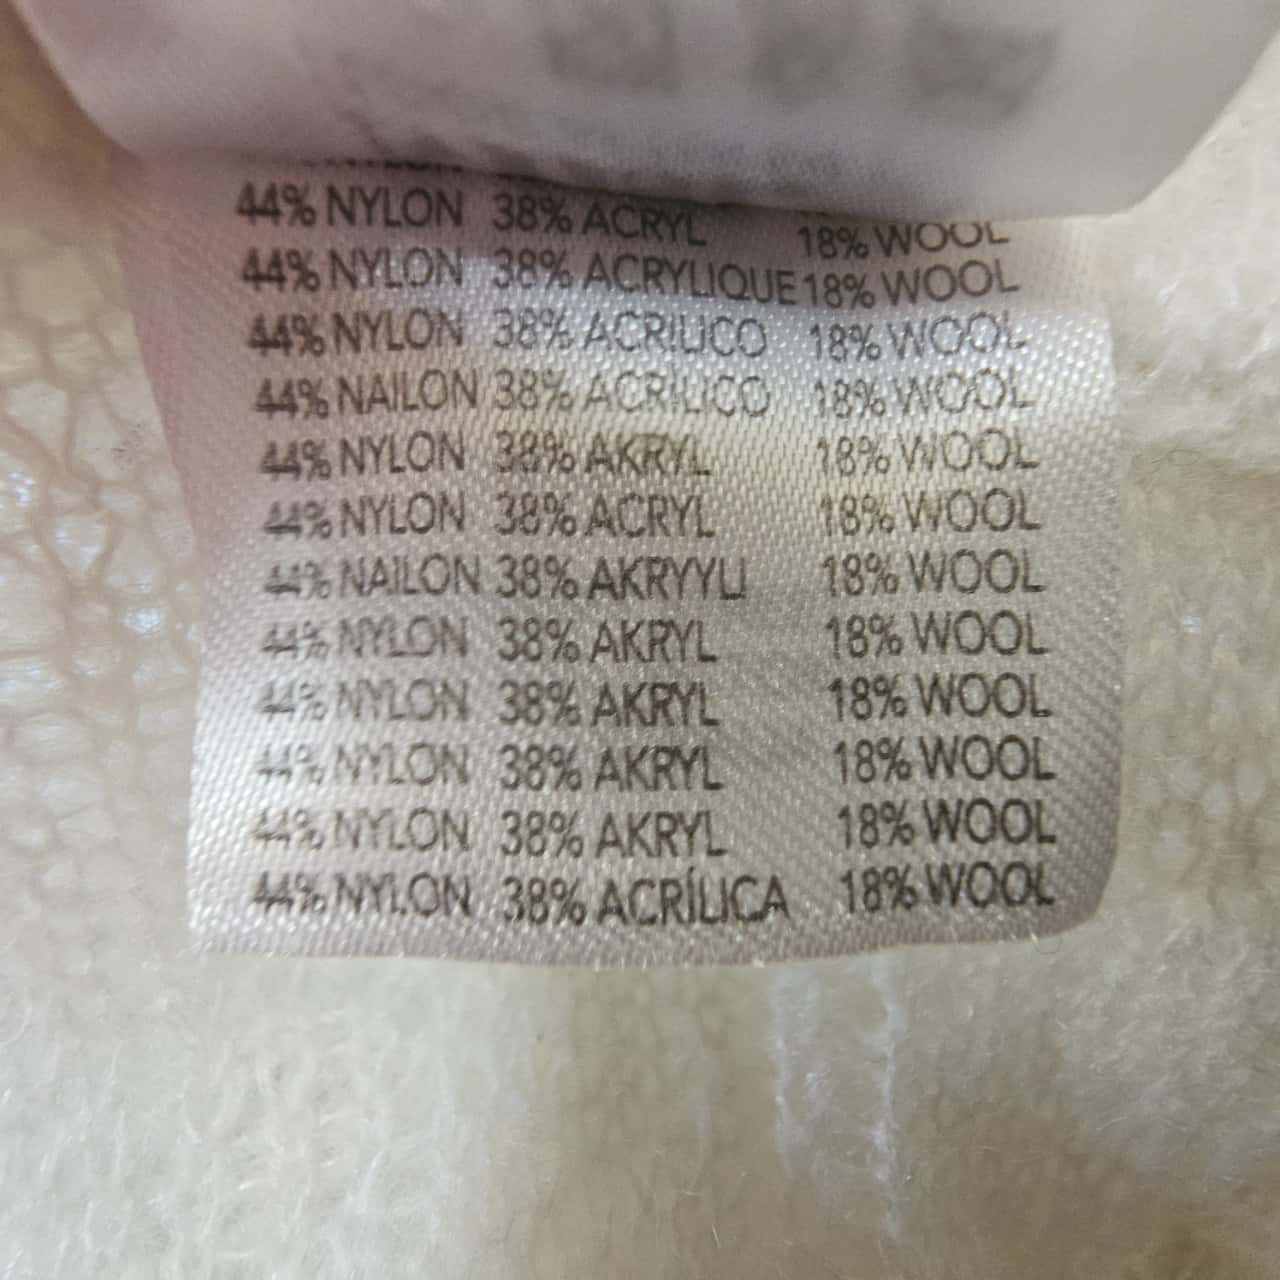 44% NYLON 38% ACRYL 18% WOOL
44% NYLON 38% ACRYLIQUE 18% WOOL
44% NYLON 38% ACRILICO 18% WOOL
44% NAILON 38% ACRILICO 18% WOOL
44% NYLON 38% AKRYL 18% WOOL
44% NYLON 38% ACRYL 18% WOOL
44% NAILON 38% AKRYYLI 18% WOOL
44% NYLON 38% AKRYL 18% WOOL
44% NYLON 38% AKRYL 18% WOOL
44% NYLON 38% AKRYL 18% WOOL
44% NYLON 38% AKRYL 18% WOOL
44% NYLON 38% ACRÍLICA 18% WOOL